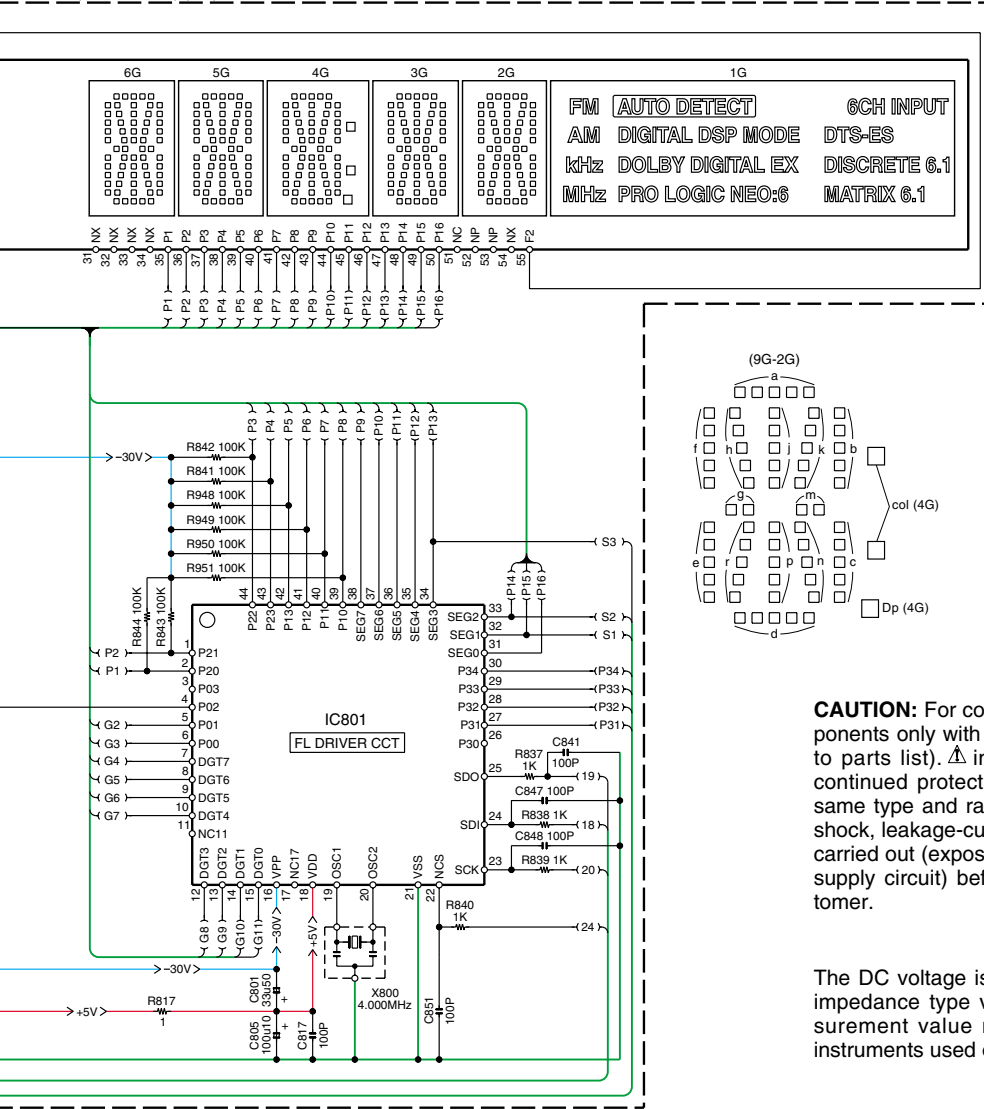 6G 5G 4G 3G 2G 1G
FM AUTO DETECT 6CH INPUT
AM DIGITAL DSP MODE DTS-ES
kHz DOLBY DIGITAL EX DISCRETE 6.1
MHz PRO LOGIC NEO:6 MATRIX 6.1
NX NX NX NX P1 P2 P3 P4 P5 P6 P7 P8 P9 P10 P11 P12 P13 P14 P15 P16 NC NP NP NX F2
31 32 33 34 35 36 37 38 39 40 41 42 43 44 45 46 47 48 49 50 51 52 53 54 55
P1 P2 P3 P4 P5 P6 P7 P8 P9 P10 P11 P12 P13 P14 P15 P16
(9G-2G)
a
f h j k b
g m
e r p n c
d
col (4G)
Dp (4G)
P3 P4 P5 P6 P7 P8 P9 P10 P11 P12 P13
−30V
R842 100K
R841 100K
R948 100K
R949 100K
R950 100K
R951 100K
R844 100K
R843 100K
S3
P14 P15 P16
44 43 42 41 40 39 38 37 36 35 34
P22 P23 P13 P12 P11 P10 SEG7 SEG6 SEG5 SEG4 SEG3
SEG2 33 S2
SEG1 32 S1
SEG0 31
P34 30 P34
P33 29 P33
P32 28 P32
P31 27 P31
P30 26
P2 1 P21
P1 2 P20
3 P03
4 P02
G2 5 P01
G3 6 P00
G4 7 DGT7
G5 8 DGT6
G6 9 DGT5
G7 10 DGT4
11 NC11
IC801
FL DRIVER CCT
SDO 25 R837 1K C841 100P 19
C847 100P
SDI 24 R838 1K 18
C848 100P
SCK 23 R839 1K 20
DGT3 DGT2 DGT1 DGT0 VPP NC17 VDD OSC1 OSC2 VSS NCS
12 13 14 15 16 17 18 19 20 21 22
G8 G9 G10 G11 −30V +5V
R840 1K 24
−30V
C801 33u50 +
X800
4.000MHz
+5V R817 1
C805 100u10 +
C817 100P
C851 100P
CAUTION: For co
ponents only with
to parts list). ⚠ in
continued protect
same type and ra
shock, leakage-cu
carried out (expos
supply circuit) bef
tomer.
The DC voltage is
impedance type v
surement value r
instruments used